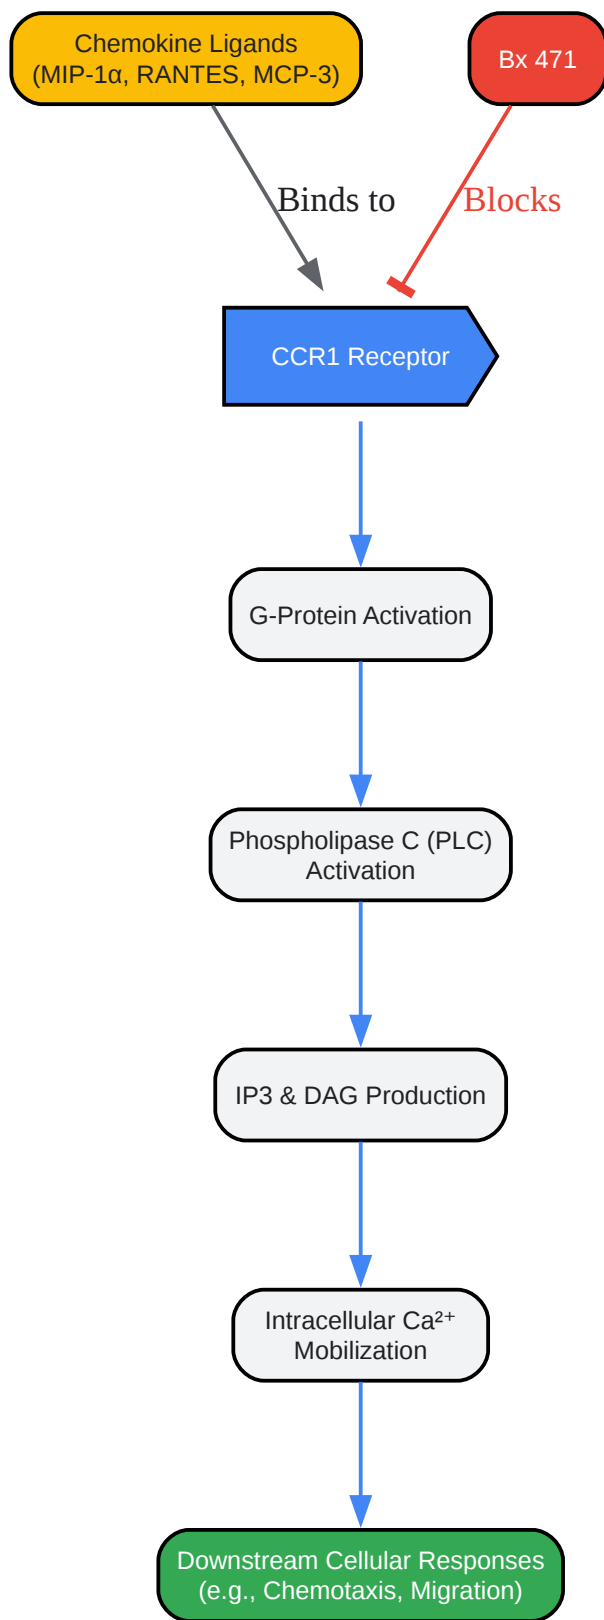 Chemokine Ligands
(MIP-1α, RANTES, MCP-3)
Bx 471
Binds to
Blocks
CCR1 Receptor
G-Protein Activation
Phospholipase C (PLC)
Activation
IP3 & DAG Production
Intracellular Ca²⁺
Mobilization
Downstream Cellular Responses
(e.g., Chemotaxis, Migration)